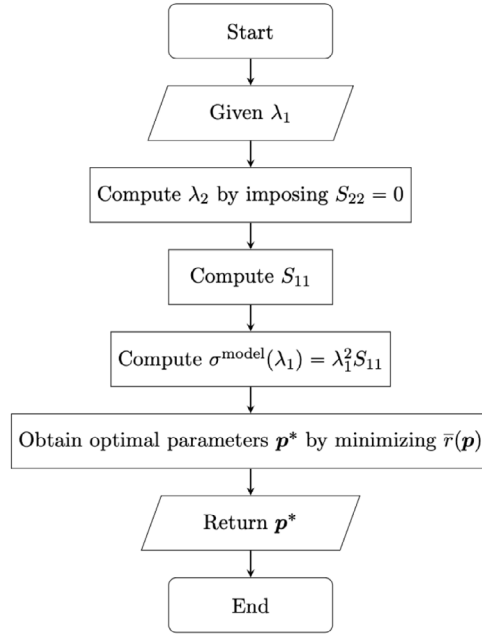 Start
Given λ₁
Compute λ₂ by imposing S₂₂ = 0
Compute S₁₁
Compute σᵐᵒᵈᵉˡ(λ₁) = λ₁²S₁₁
Obtain optimal parameters p* by minimizing r̅(p)
Return p*
End